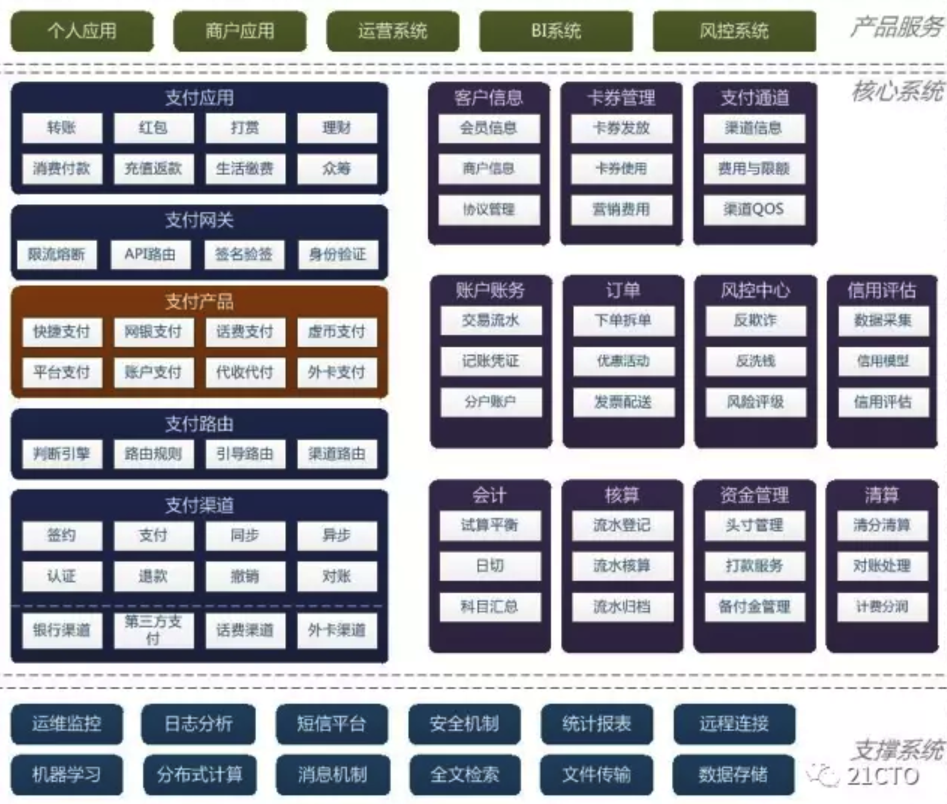 个人应用 商户应用 运营系统 BI系统 风控系统 产品服务
核心系统
支付应用
转账 红包 打赏 理财
消费付款 充值返款 生活缴费 众筹
支付网关
限流熔断 API路由 签名验签 身份验证
支付产品
快捷支付 网银支付 话费支付 虚币支付
平台支付 账户支付 代收代付 外卡支付
支付路由
判断引擎 路由规则 引导路由 渠道路由
支付渠道
签约 支付 同步 异步
认证 退款 撤销 对账
银行渠道 第三方支 话费渠道 外卡渠道
付
客户信息 卡券管理 支付通道
会员信息 卡券发放 渠道信息
商户信息 卡券使用 费用与限额
协议管理 营销费用 渠道QOS
账户账务 订单 风控中心 信用评估
交易流水 下单拆单 反欺诈 数据采集
记账凭证 优惠活动 反洗钱 信用模型
分户账户 发票配送 风险评级 信用评估
会计 核算 资金管理 清算
试算平衡 流水登记 头寸管理 清分清算
日切 流水核算 打款服务 对账处理
科目汇总 流水归档 备付金管理 计费分润
运维监控 日志分析 短信平台 安全机制 统计报表 远程连接
支撑系统
机器学习 分布式计算 消息机制 全文检索 文件传输 数据存储
21CTO